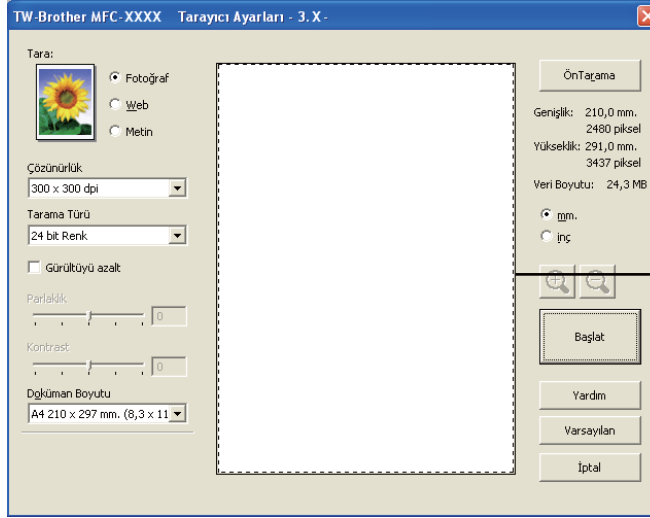 TW-Brother MFC-XXXX Tarayıcı Ayarları - 3.X -
Tara:
Fotoğraf
Web
Metin
Çözünürlük
300 x 300 dpi
Tarama Türü
24 bit Renk
Gürültüyü azalt
Parlaklık
0
Kontrast
0
Doküman Boyutu
A4 210 x 297 mm. (8,3 x 11
ÖnTarama
Genişlik: 210,0 mm.
2480 piksel
Yükseklik: 291,0 mm.
3437 piksel
Veri Boyutu: 24,3 MB
mm.
inç
Başlat
Yardım
Varsayılan
İptal